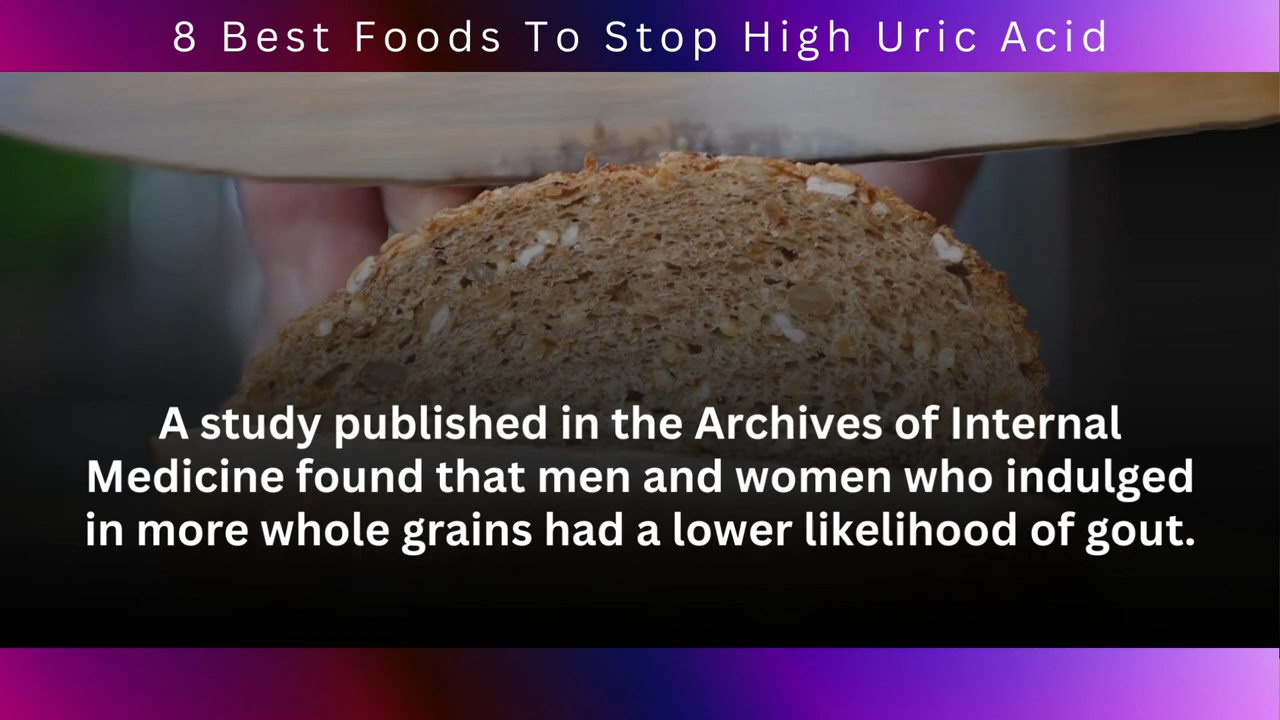 8 Best Foods To Stop High Uric Acid
A study published in the Archives of Internal
Medicine found that men and women who indulged
in more whole grains had a lower likelihood of gout.